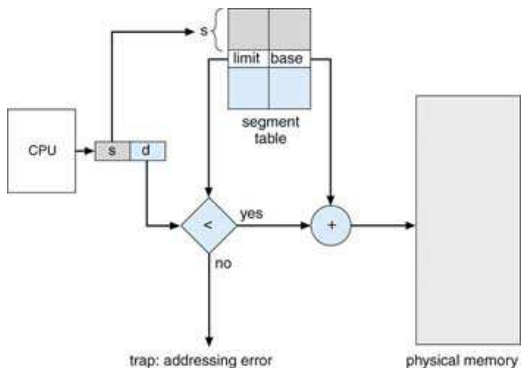 s
limit base
segment
table
CPU
s d
<
yes
+
no
trap: addressing error
physical memory